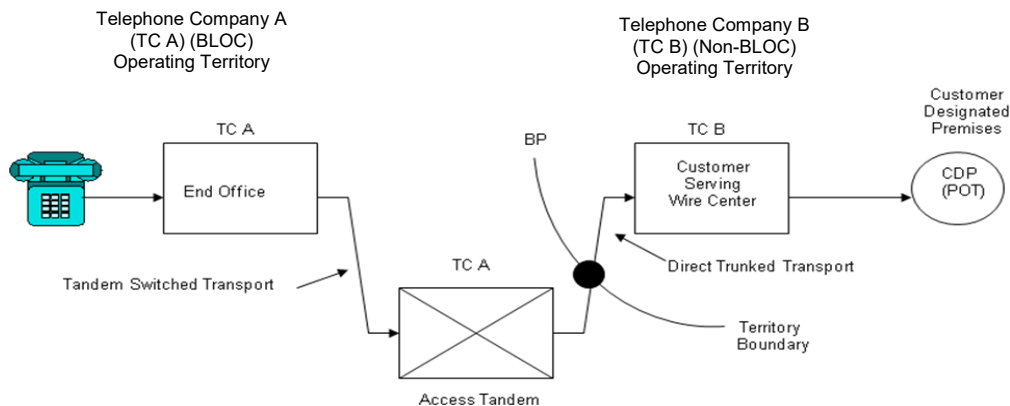 Telephone Company A
(TC A) (BLOC)
Operating Territory
Telephone Company B
(TC B) (Non-BLOC)
Operating Territory
Customer
Designated
Premises
TC A
BP
TC B
End Office
Customer
Serving
Wire Center
CDP
(POT)
Tandem Switched Transport
TC A
Direct Trunked Transport
Territory
Boundary
Access Tandem